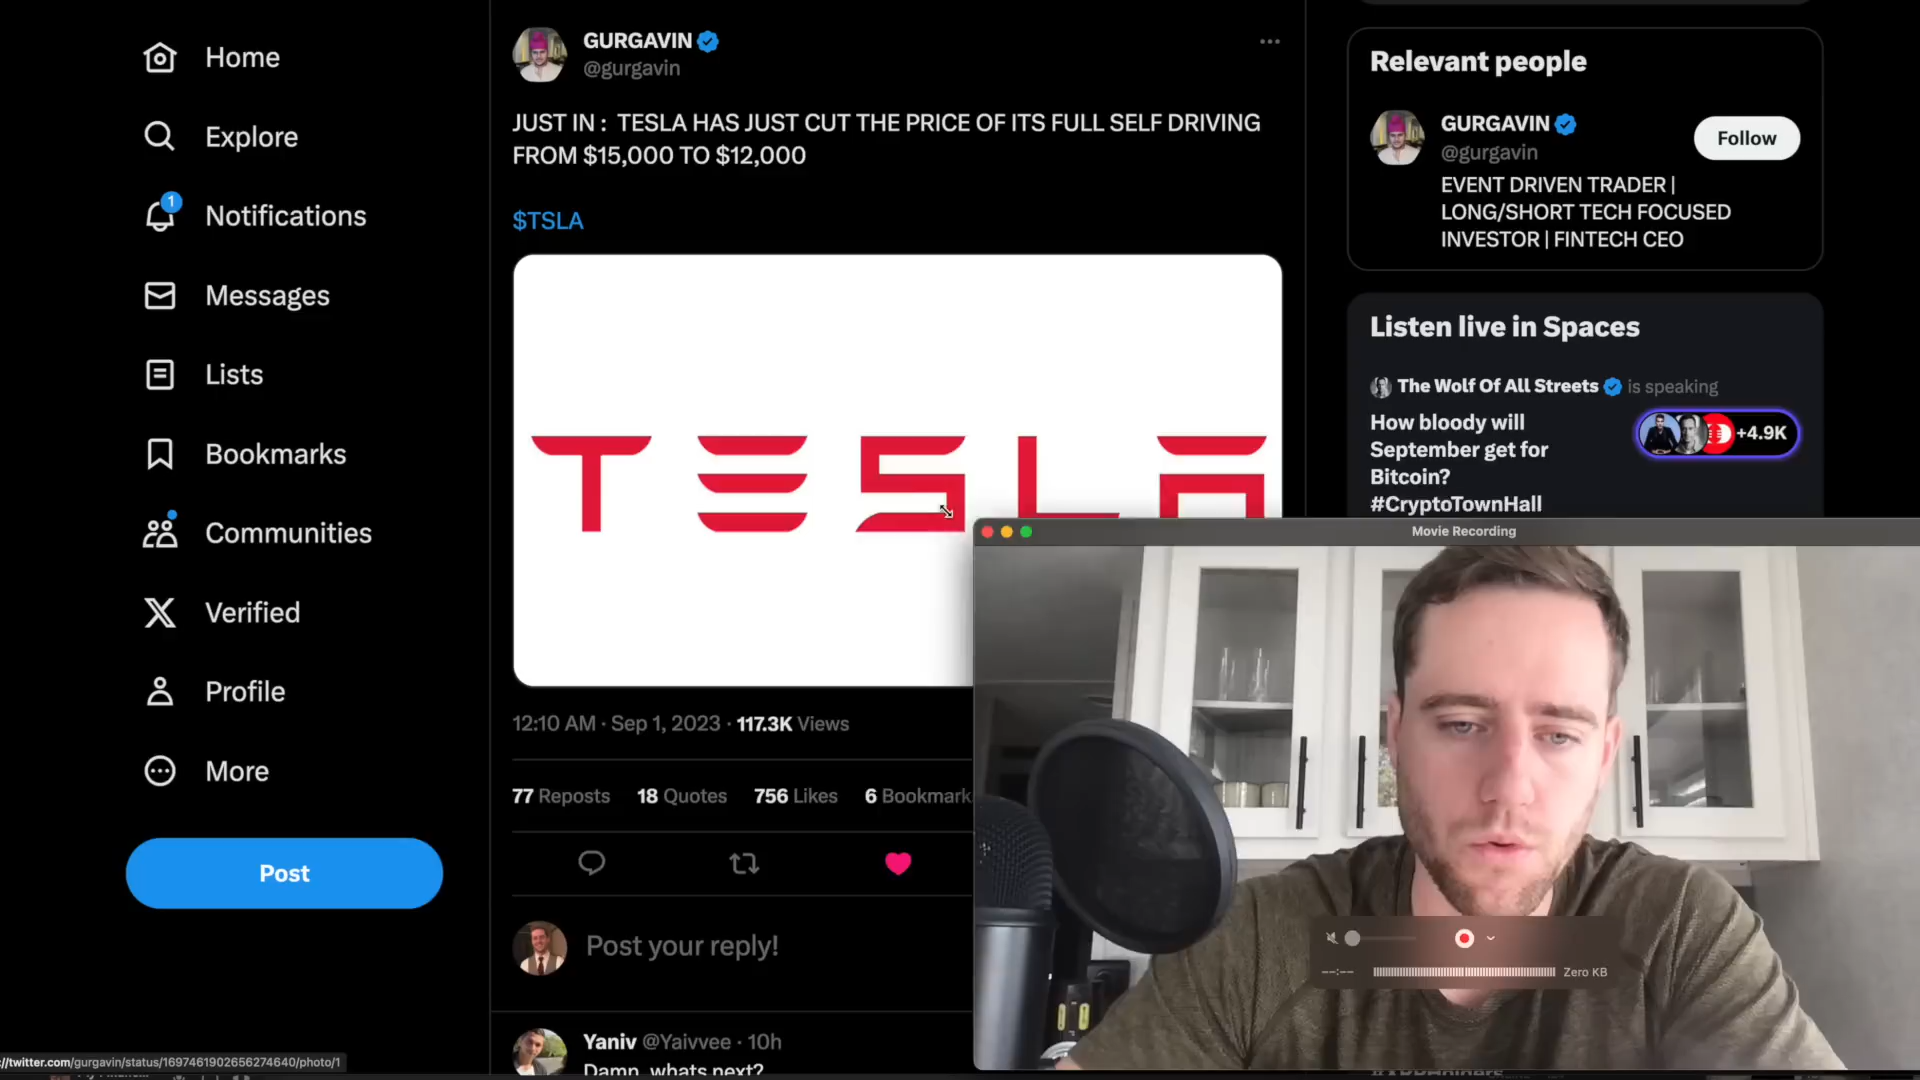 Home
Explore
1
Notifications
Messages
Lists
Bookmarks
Communities
Verified
Profile
More
Post
GURGAVIN
@gurgavin
JUST IN : TESLA HAS JUST CUT THE PRICE OF ITS FULL SELF DRIVING
FROM $15,000 TO $12,000
$TSLA
TESLA
12:10 AM · Sep 1, 2023 · 117.3K Views
77 Reposts 18 Quotes 756 Likes 6 Bookmark
Post your reply!
Yaniv @Yaivvee · 10h
Damn, whats next?
Relevant people
GURGAVIN
@gurgavin
Follow
EVENT DRIVEN TRADER |
LONG/SHORT TECH FOCUSED
INVESTOR | FINTECH CEO
Listen live in Spaces
The Wolf Of All Streets is speaking
How bloody will
September get for
Bitcoin?
#CryptoTownHall
+4.9K
Movie Recording
--:--
Zero KB
//twitter.com/gurgavin/status/1697461902656274640/photo/1